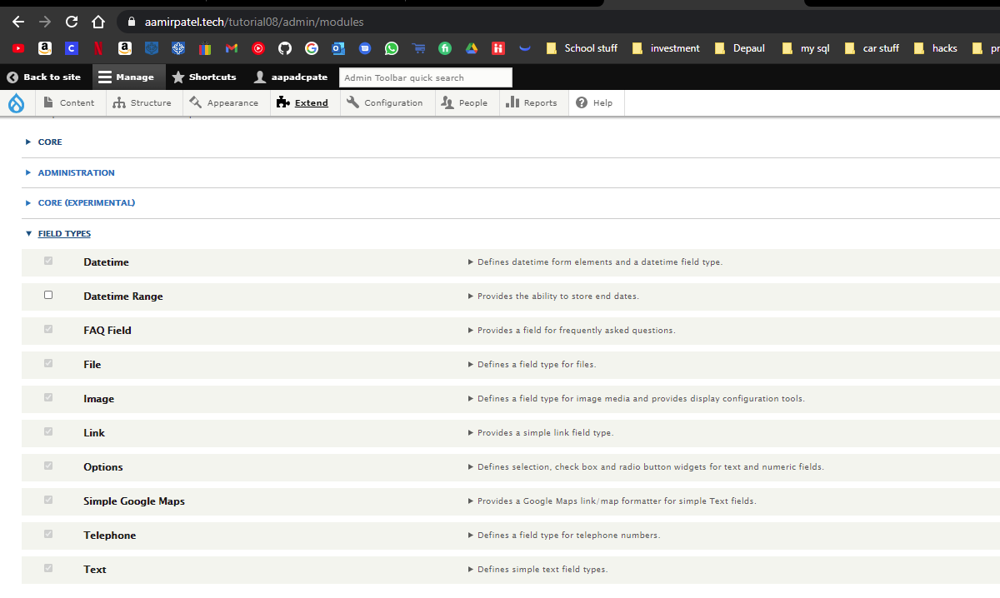 aamirpatel.tech/tutorial08/admin/modules
School stuff investment Depaul my sql car stuff hacks
Back to site Manage Shortcuts aapadcpate Admin Toolbar quick search
Content Structure Appearance Extend Configuration People Reports Help
CORE
ADMINISTRATION
CORE (EXPERIMENTAL)
FIELD TYPES
Datetime Defines datetime form elements and a datetime field type.
Datetime Range Provides the ability to store end dates.
FAQ Field Provides a field for frequently asked questions.
File Defines a field type for files.
Image Defines a field type for image media and provides display configuration tools.
Link Provides a simple link field type.
Options Defines selection, check box and radio button widgets for text and numeric fields.
Simple Google Maps Provides a Google Maps link/map formatter for simple Text fields.
Telephone Defines a field type for telephone numbers.
Text Defines simple text field types.